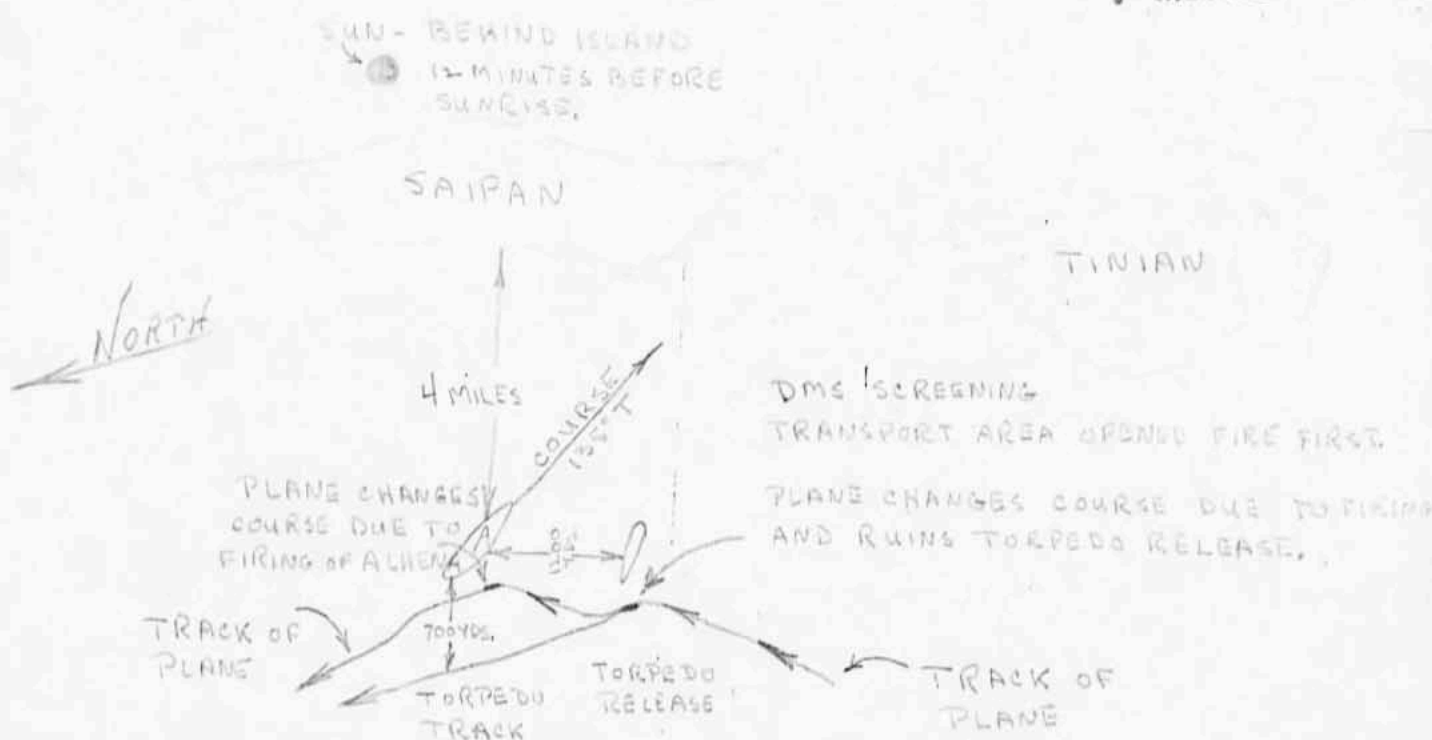 SUN- BEHIND ISLAND
12 MINUTES BEFORE
SUNRISE.
SAIPAN
TINIAN
NORTH
4 MILES
COURSE
135° T
DMS SCREENING
TRANSPORT AREA OPENED FIRE FIRST.
PLANE CHANGES
COURSE DUE TO
FIRING OF ALHENA
PLANE CHANGES COURSE DUE TO FIRING
AND RUINS TORPEDO RELEASE.
A
YDS.
TRACK OF
PLANE
700 YDS.
TORPEDO
TRACK
TORPEDO
RELEASE
TRACK OF
PLANE